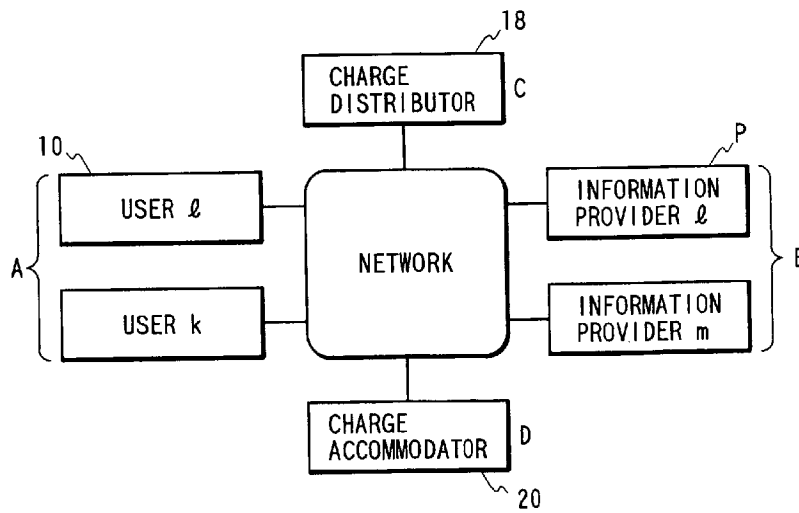 18
CHARGE
DISTRIBUTOR
C
10
P
USER ℓ
INFORMATION
PROVIDER ℓ
A
NETWORK
B
USER k
INFORMATION
PROVIDER m
CHARGE
ACCOMMODATOR
D
20